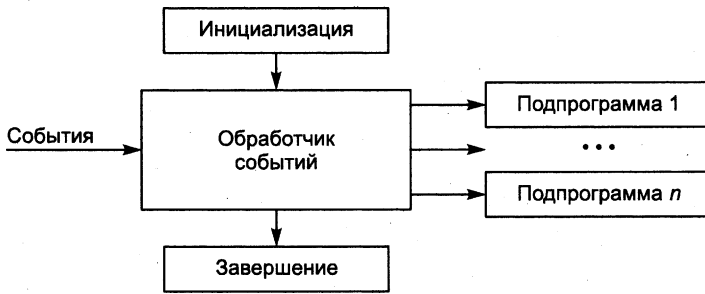 Инициализация
События
Обработчик
событий
Подпрограмма 1
• • •
Подпрограмма n
Завершение